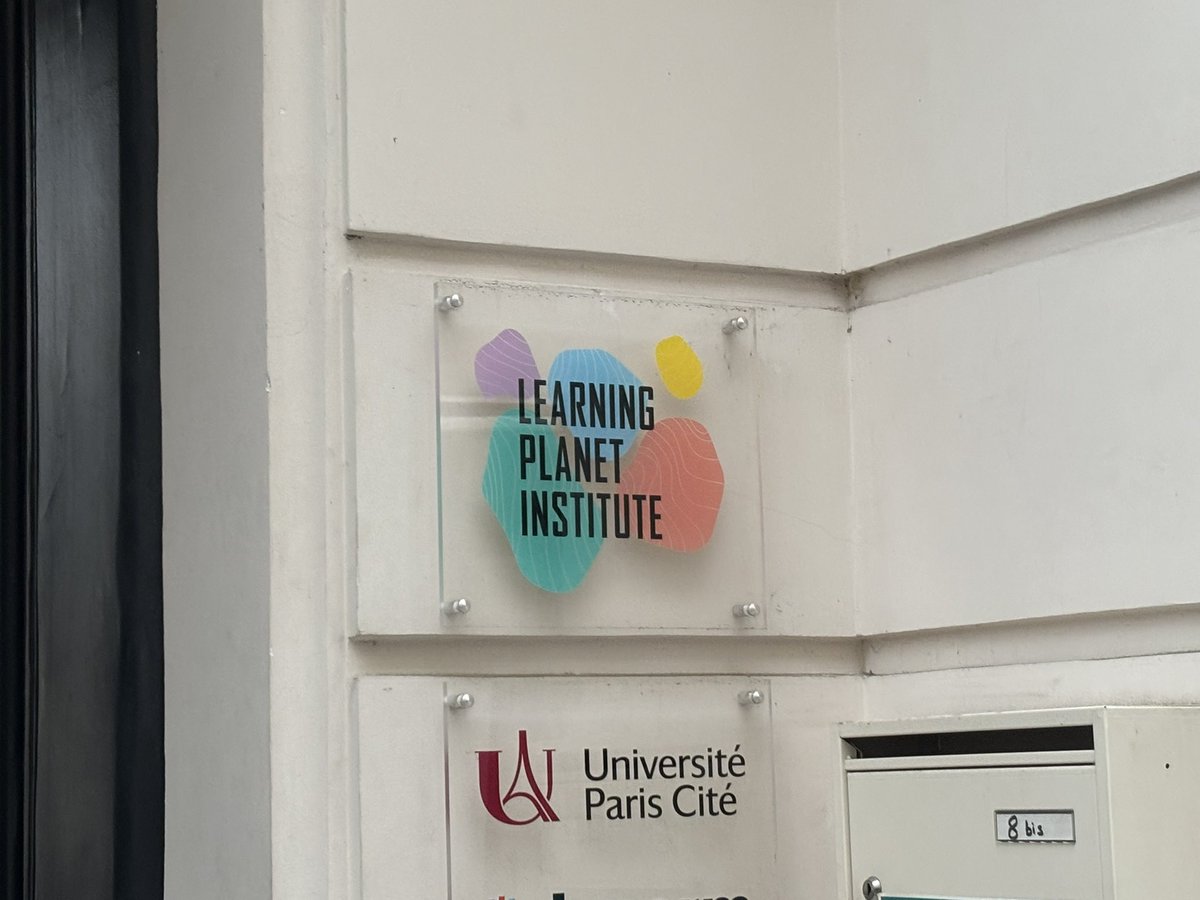 LEARNING
PLANET
INSTITUTE
Université
Paris Cité
8 bis